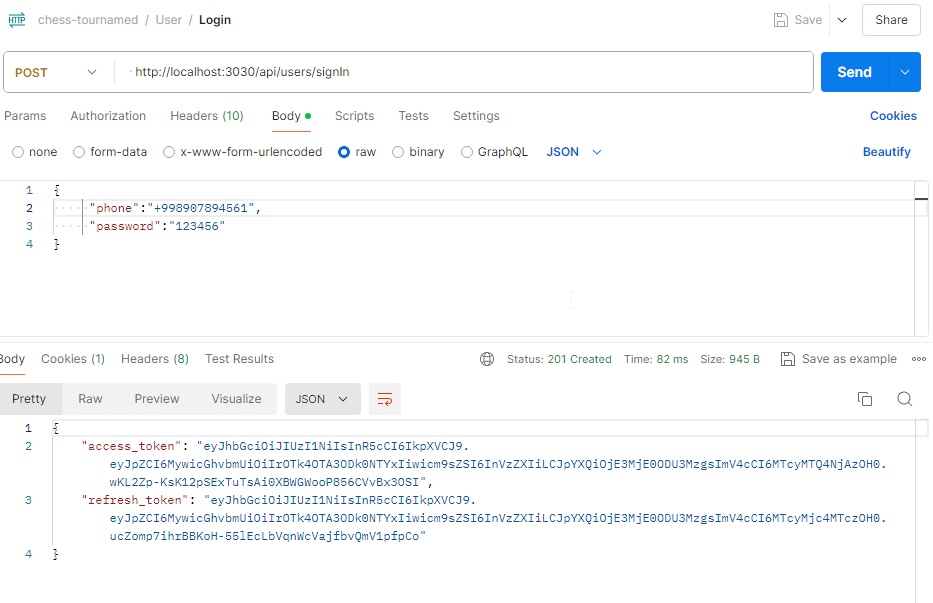 HTTP chess-tournamed / User / Login Save Share
POST http://localhost:3030/api/users/signIn Send
Params Authorization Headers (10) Body Scripts Tests Settings Cookies
none form-data x-www-form-urlencoded raw binary GraphQL JSON Beautify
1 {
2 "phone":"+998907894561",
3 "password":"123456"
4 }
Body Cookies (1) Headers (8) Test Results Status: 201 Created Time: 82 ms Size: 945 B Save as example
Pretty Raw Preview Visualize JSON
1 {
2 "access_token": "eyJhbGciOiJIUzI1NiIsInR5cCI6IkpXVCJ9.
eyJpZCI6MywicGhvbmUiOiIrOTk4OTA3ODk0NTYxIiwicm9sZSI6InVzZXIiLCJpYXQiOjE3MjE0ODU3MzgsImV4cCI6MTcyMTQ4NjAzOH0.
wKL2Zp-KsK12pSExTuTsAi0XBWGWooP856CVvBx3OSI",
3 "refresh_token": "eyJhbGciOiJIUzI1NiIsInR5cCI6IkpXVCJ9.
eyJpZCI6MywicGhvbmUiOiIrOTk4OTA3ODk0NTYxIiwicm9sZSI6InVzZXIiLCJpYXQiOjE3MjE0ODU3MzgsImV4cCI6MTcyMjc4MTczOH0.
ucZomp7ihrBBKoH-55lEcLbVqnWcVajfbvQmV1pfpCo"
4 }